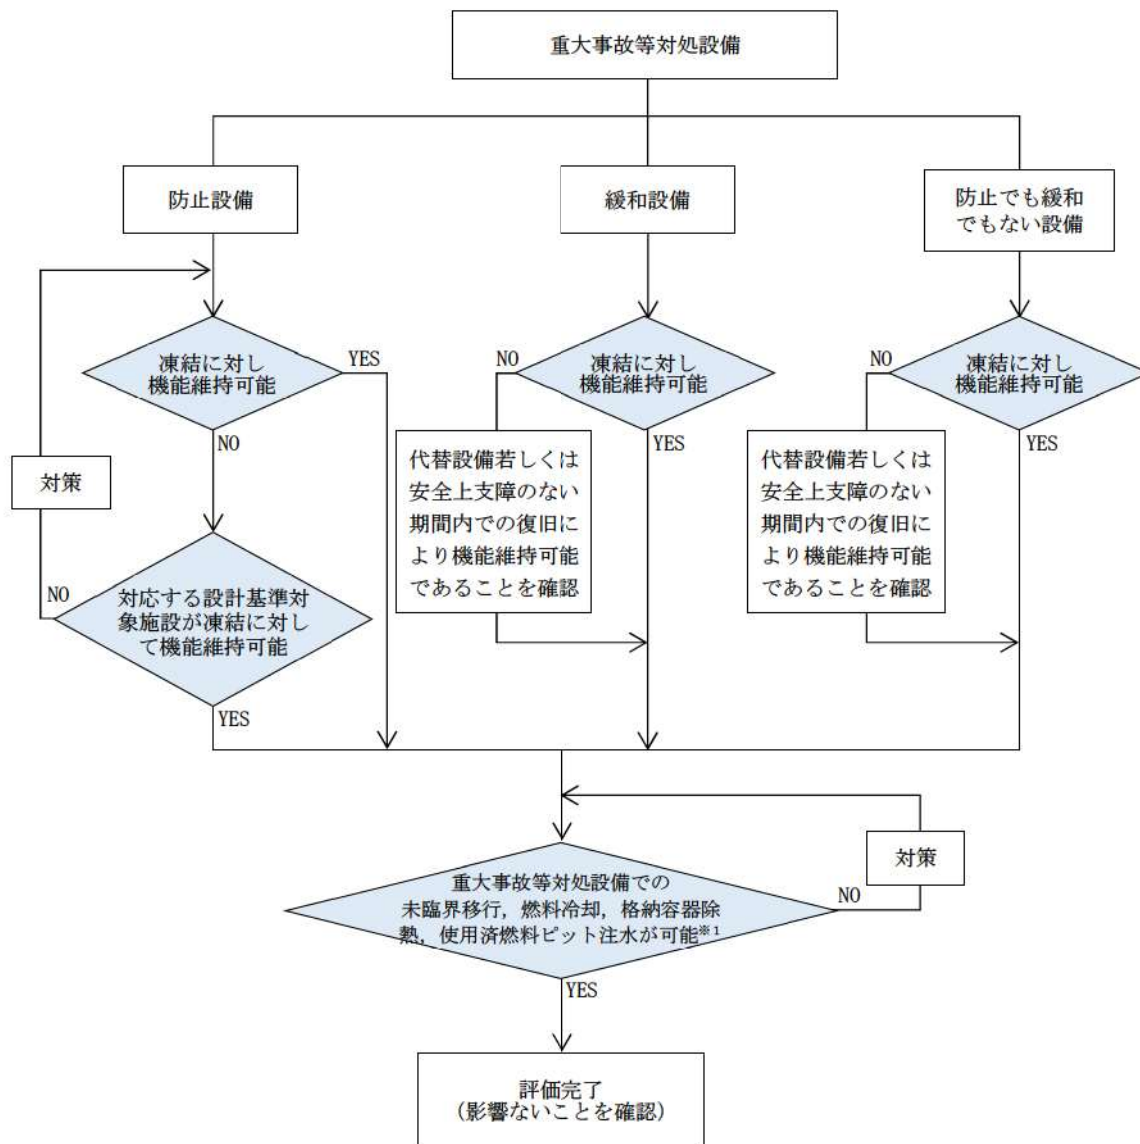 重大事故等対処設備
防止設備
緩和設備
防止でも緩和
でもない設備
凍結に対し
機能維持可能
YES
NO
凍結に対し
機能維持可能
NO
YES
凍結に対し
機能維持可能
NO
YES
対策
代替設備若しくは
安全上支障のない
期間内での復旧に
より機能維持可能
であることを確認
代替設備若しくは
安全上支障のない
期間内での復旧に
より機能維持可能
であることを確認
NO
対応する設計基準対
象施設が凍結に対し
て機能維持可能
YES
対策
重大事故等対処設備での
未臨界移行，燃料冷却，格納容器除
熱，使用済燃料ピット注水が可能※1
NO
YES
評価完了
（影響ないことを確認）